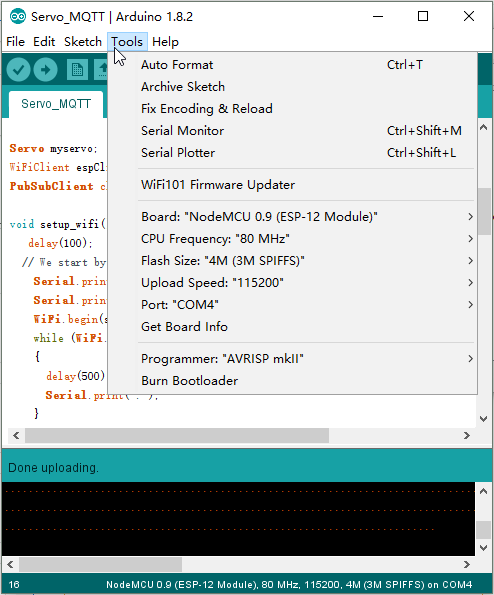 Servo_MQTT | Arduino 1.8.2
File Edit Sketch Tools Help
Servo_MQTT
Auto Format Ctrl+T
Archive Sketch
Fix Encoding & Reload
Serial Monitor Ctrl+Shift+M
Serial Plotter Ctrl+Shift+L
WiFi101 Firmware Updater
Board: "NodeMCU 0.9 (ESP-12 Module)"
CPU Frequency: "80 MHz"
Flash Size: "4M (3M SPIFFS)"
Upload Speed: "115200"
Port: "COM4"
Get Board Info
Programmer: "AVRISP mkII"
Burn Bootloader
Servo myservo;
WiFiClient espCl
PubSubClient c
void setup_wifi(
delay(100);
// We start by
Serial.print
Serial.print
WiFi.begin(s
while (WiFi.
{
delay(500)
Serial.print(".");
}
Done uploading.
16 NodeMCU 0.9 (ESP-12 Module), 80 MHz, 115200, 4M (3M SPIFFS) on COM4